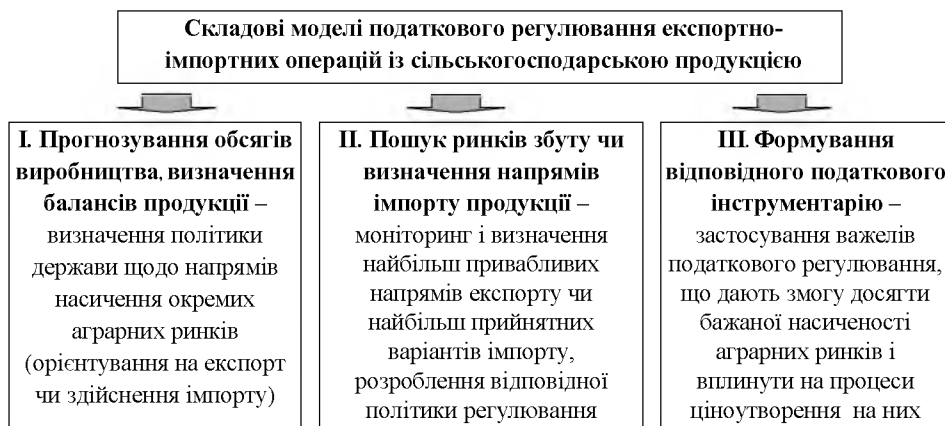 Складові моделі податкового регулювання експортно-
імпортних операцій із сільськогосподарською продукцією
І. Прогнозування обсягів
виробництва, визначення
балансів продукції –
визначення політики
держави щодо напрямів
насичення окремих
аграрних ринків
(орієнтування на експорт
чи здійснення імпорту)
ІІ. Пошук ринків збуту чи
визначення напрямів
імпорту продукції –
моніторинг і визначення
найбільш привабливих
напрямів експорту чи
найбільш прийнятних
варіантів імпорту,
розроблення відповідної
політики регулювання
ІІІ. Формування
відповідного податкового
інструментарію –
застосування важелів
податкового регулювання,
що дають змогу досягти
бажаної насиченості
аграрних ринків і
вплинути на процеси
ціноутворення на них